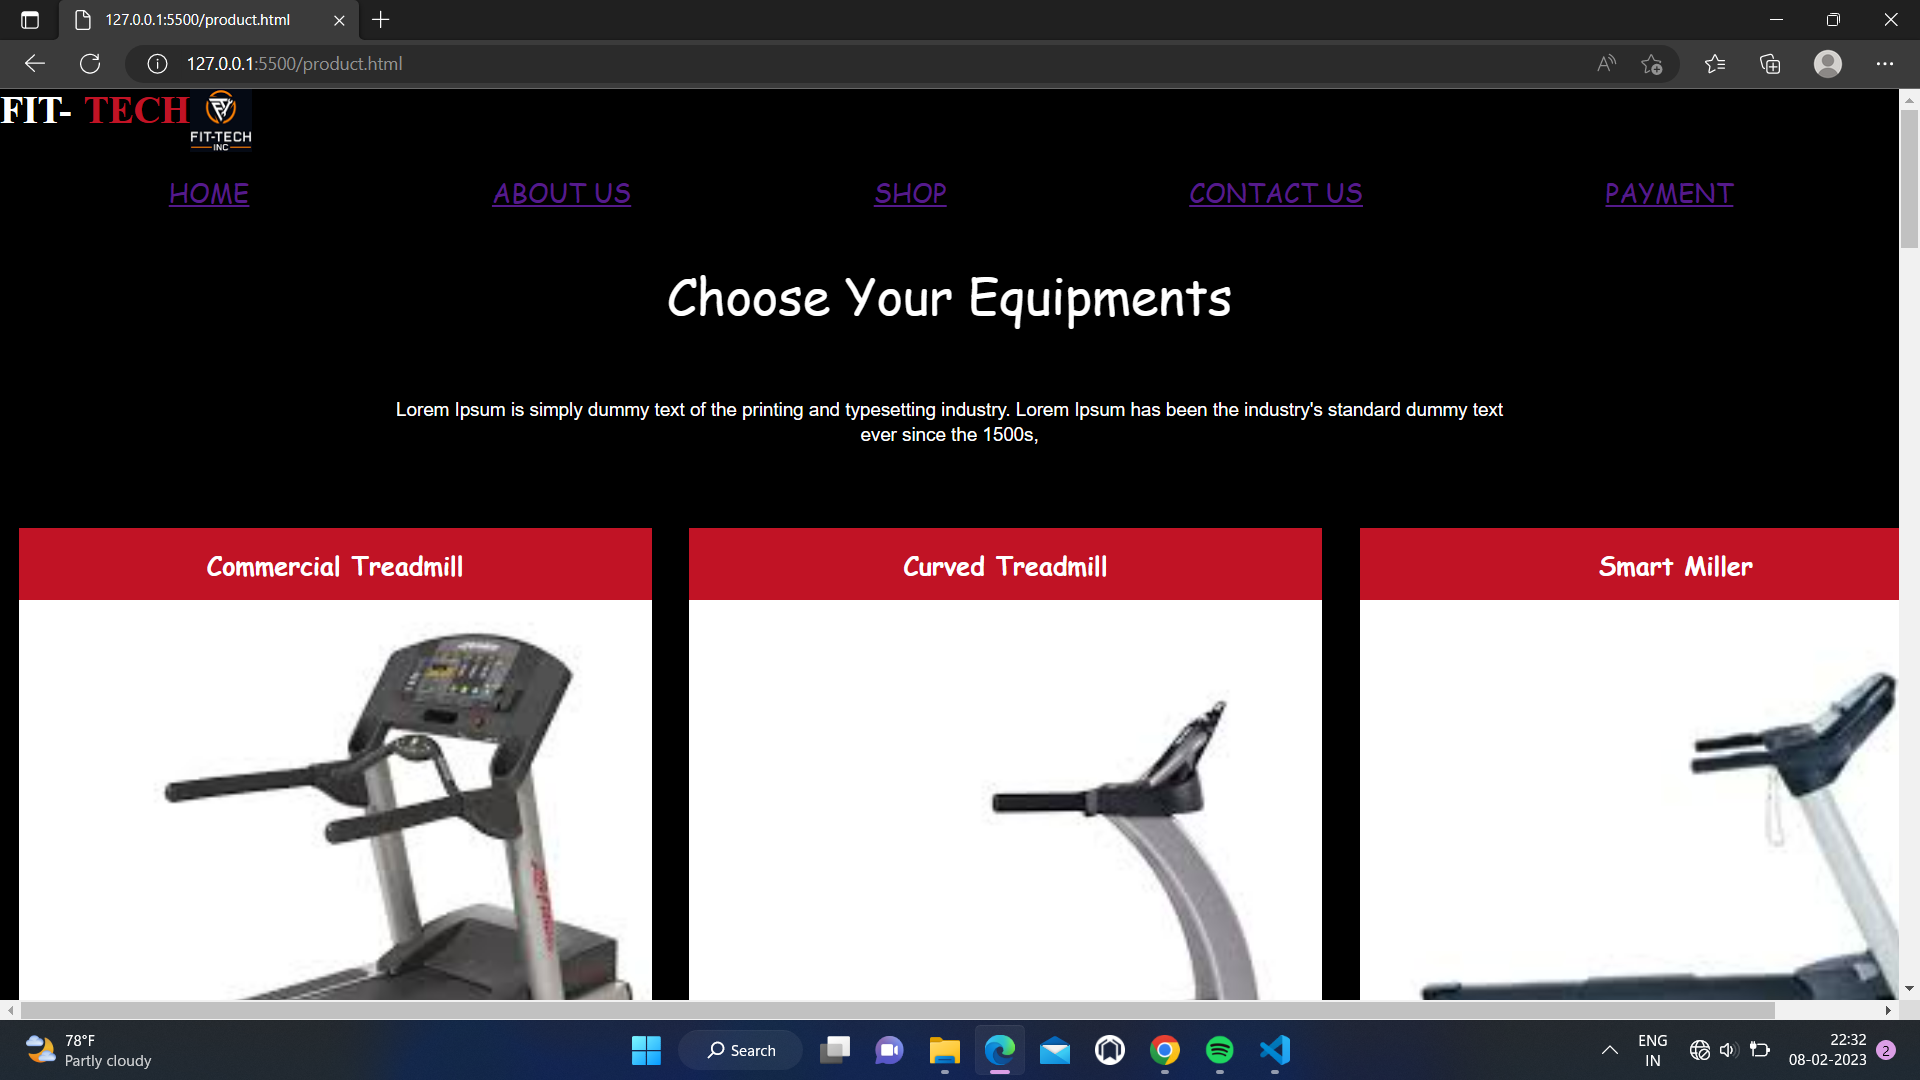 127.0.0.1:5500/product.html
127.0.0.1:5500/product.html
FIT- TECH
FIT-TECH
INC
HOME ABOUT US SHOP CONTACT US PAYMENT
Choose Your Equipments
Lorem Ipsum is simply dummy text of the printing and typesetting industry. Lorem Ipsum has been the industry's standard dummy text
ever since the 1500s,
Commercial Treadmill Curved Treadmill Smart Miller
78°F
Partly cloudy
Search
ENG
IN
22:32
08-02-2023
2